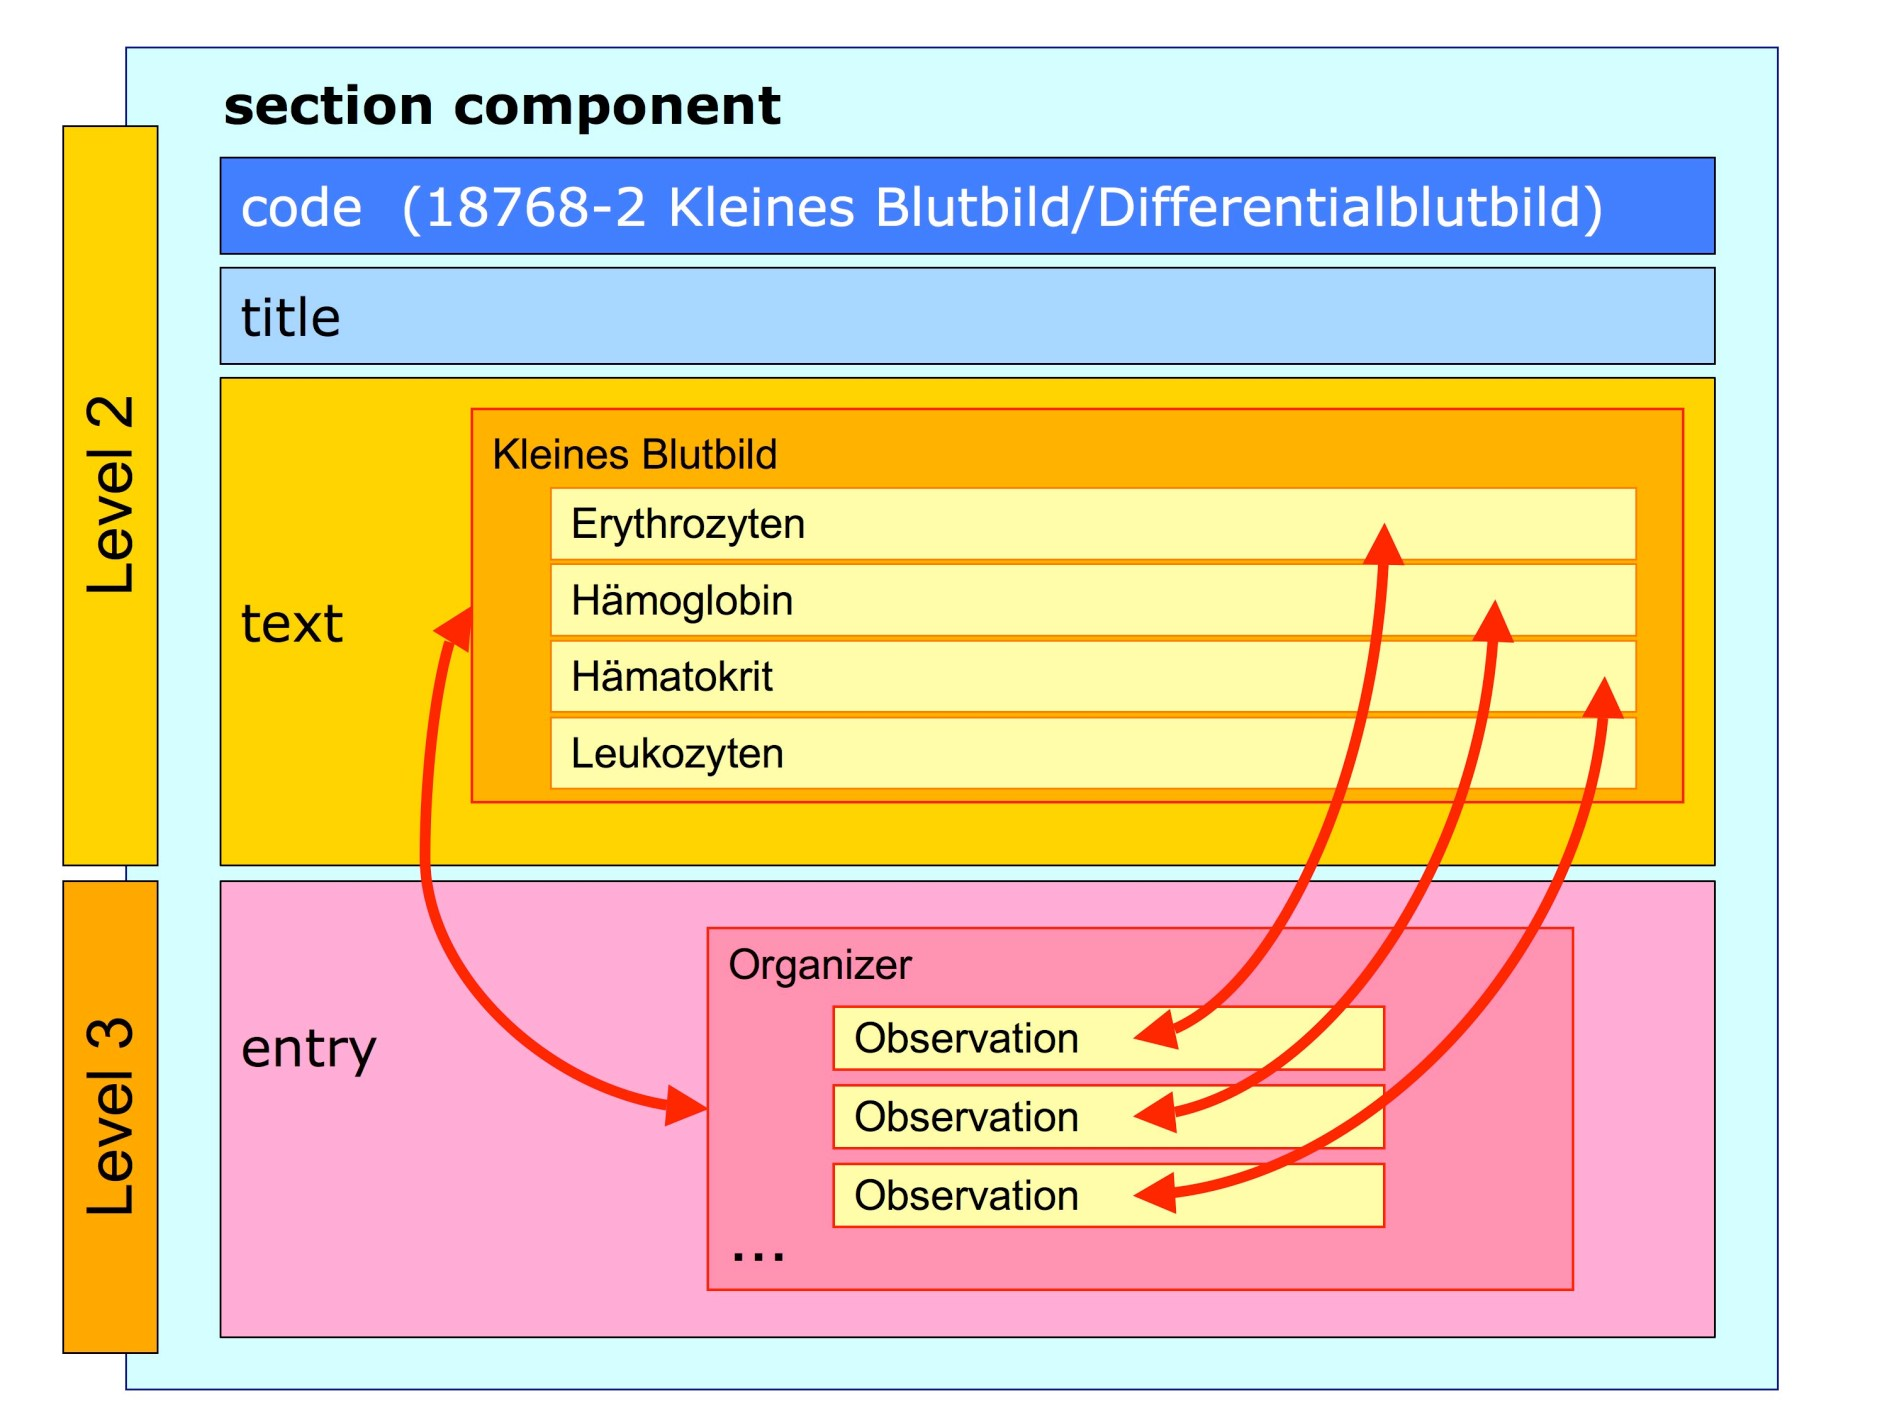 section component
code (18768-2 Kleines Blutbild/Differentialblutbild)
title
Level 2
text
Kleines Blutbild
Erythrozyten
Hämoglobin
Hämatokrit
Leukozyten
Level 3
entry
Organizer
Observation
Observation
Observation
...